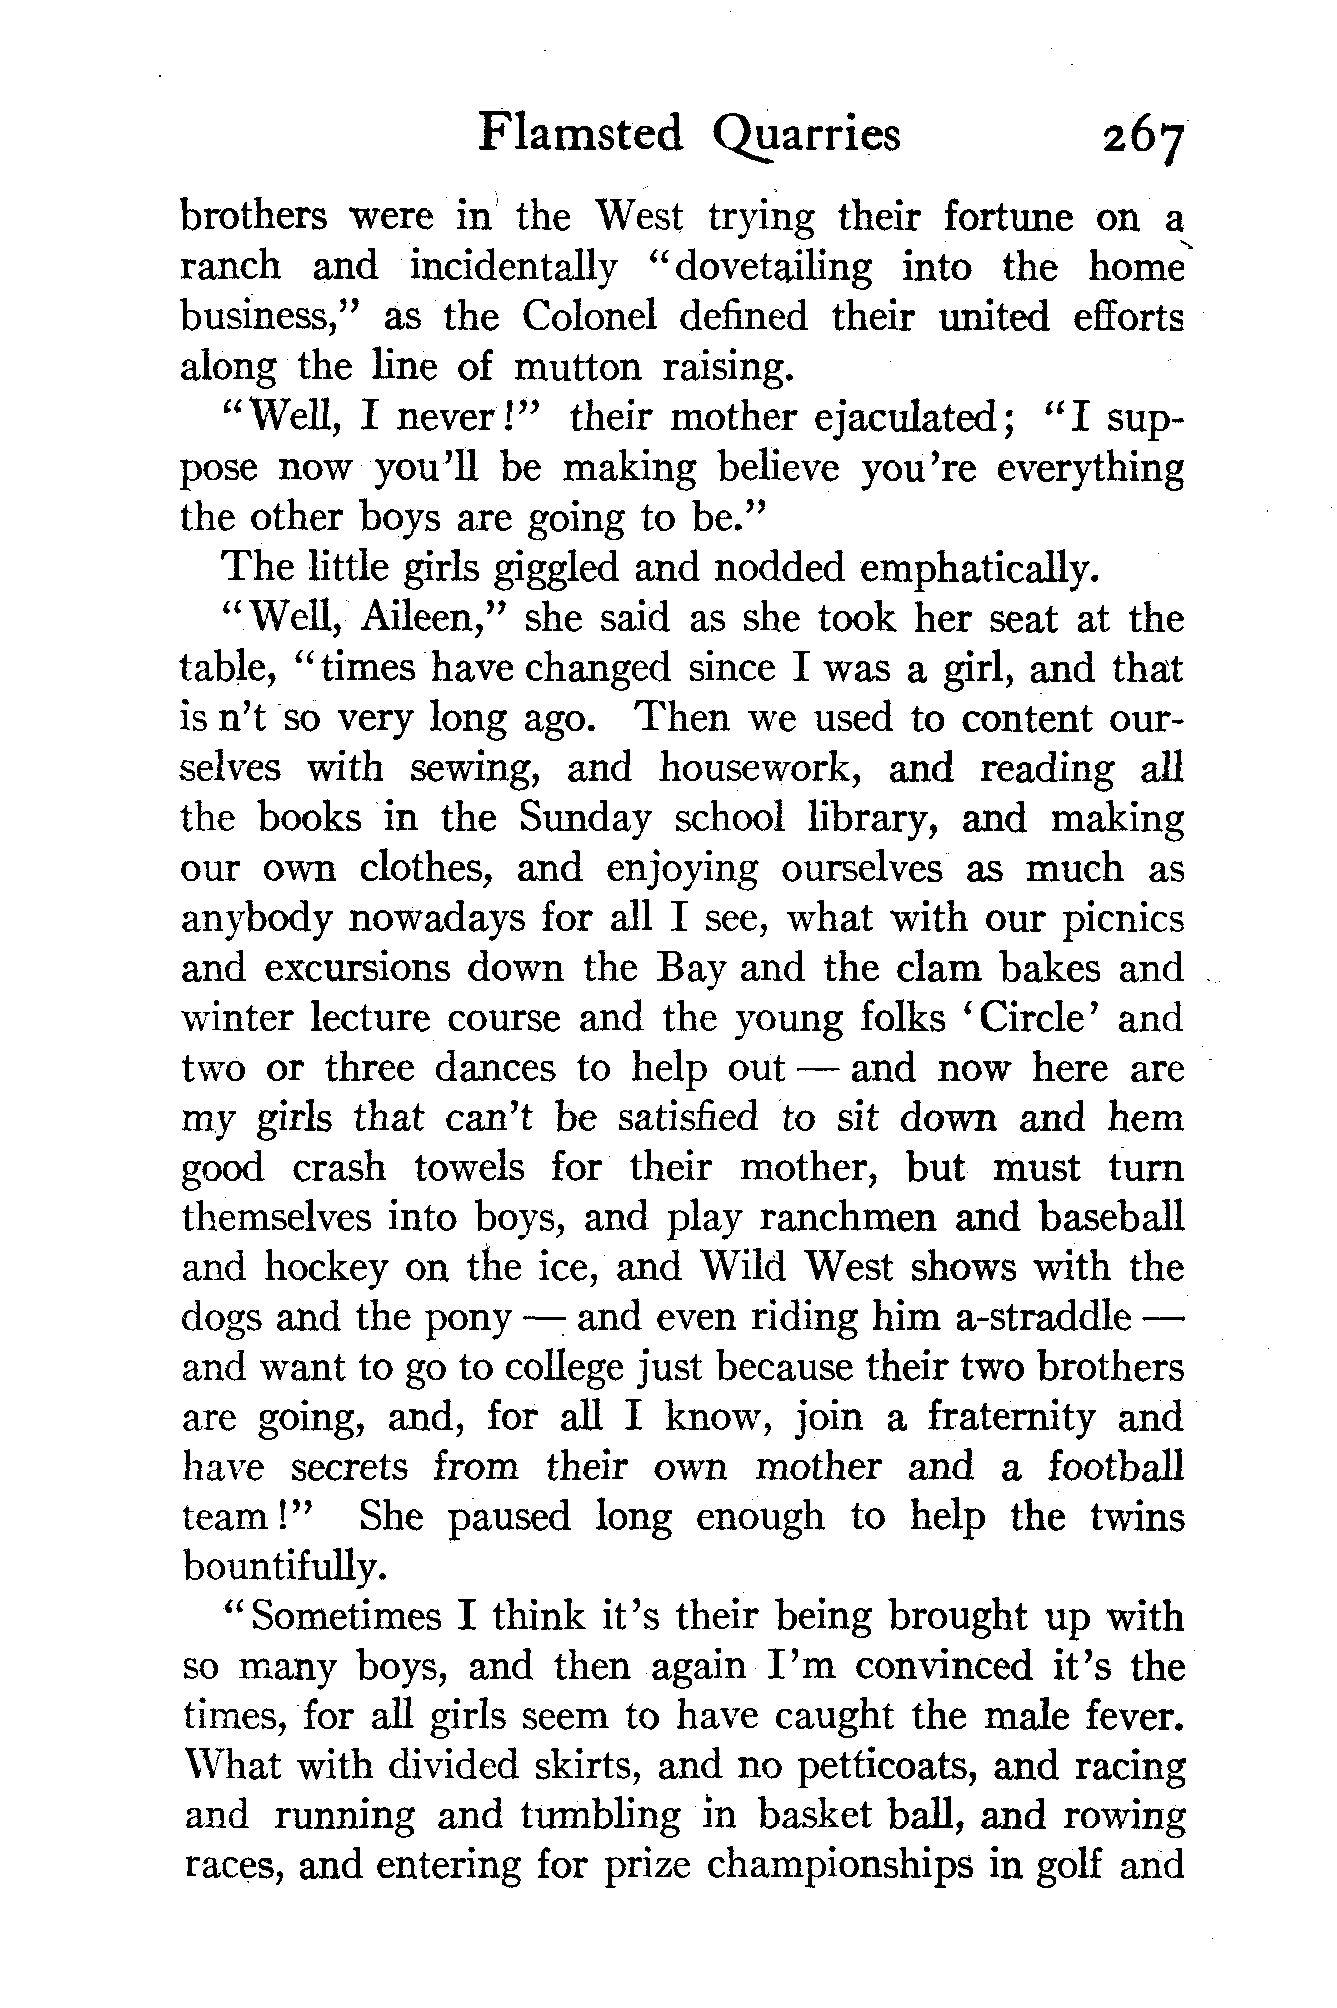 Flamsted Quarries 267
brothers were in the West trying their fortune on a
ranch and incidentally "dovetailing into the home
business," as the Colonel defined their united efforts
along the line of mutton raising.
"Well, I never!" their mother ejaculated; "I sup-
pose now you'll be making believe you're everything
the other boys are going to be."
The little girls giggled and nodded emphatically.
"Well, Aileen," she said as she took her seat at the
table, "times have changed since I was a girl, and that
is n't so very long ago. Then we used to content our-
selves with sewing, and housework, and reading all
the books in the Sunday school library, and making
our own clothes, and enjoying ourselves as much as
anybody nowadays for all I see, what with our picnics
and excursions down the Bay and the clam bakes and
winter lecture course and the young folks 'Circle' and
two or three dances to help out — and now here are
my girls that can't be satisfied to sit down and hem
good crash towels for their mother, but must turn
themselves into boys, and play ranchmen and baseball
and hockey on the ice, and Wild West shows with the
dogs and the pony — and even riding him a-straddle —
and want to go to college just because their two brothers
are going, and, for all I know, join a fraternity and
have secrets from their own mother and a football
team!" She paused long enough to help the twins
bountifully.
"Sometimes I think it's their being brought up with
so many boys, and then again I'm convinced it's the
times, for all girls seem to have caught the male fever.
What with divided skirts, and no petticoats, and racing
and running and tumbling in basket ball, and rowing
races, and entering for prize championships in golf and